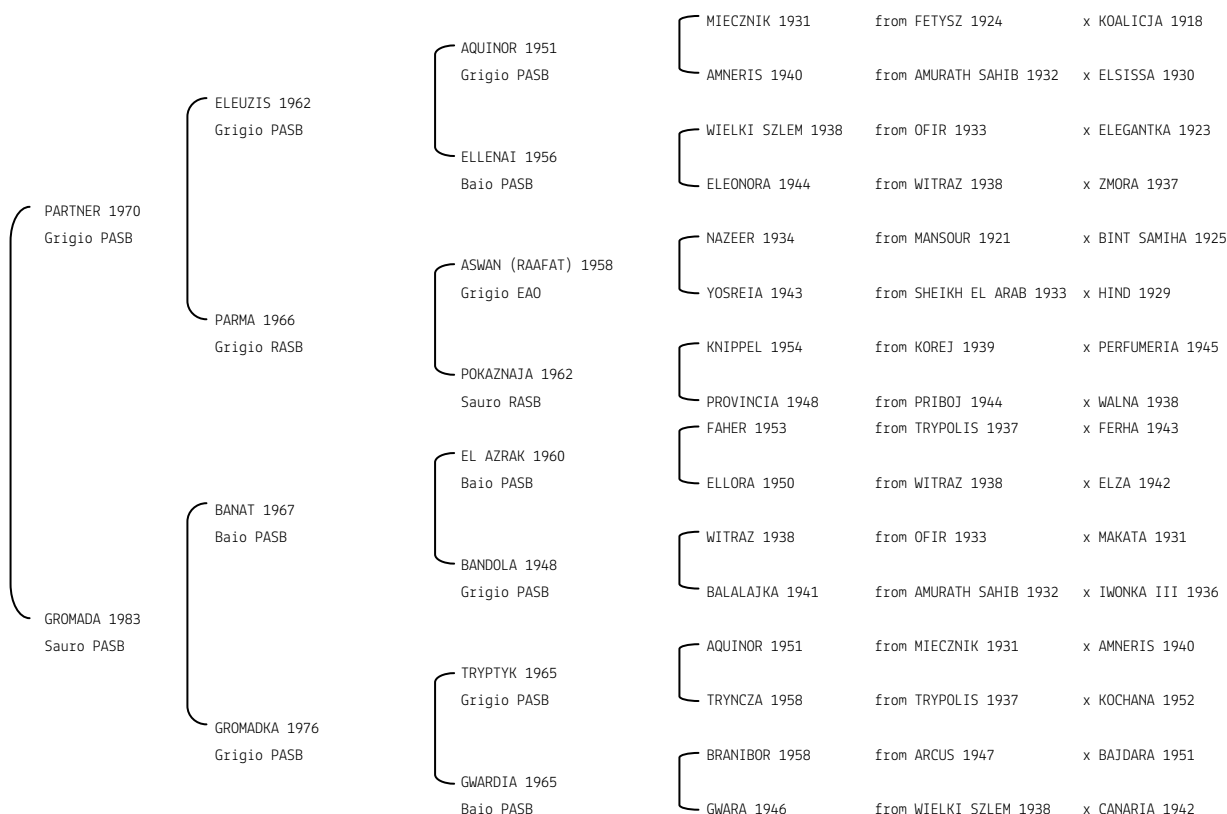 MIECZNIK 1931 from FETYSZ 1924 x KOALICJA 1918
AQUINOR 1951
Grigio PASB
AMNERIS 1940 from AMURATH SAHIB 1932 x ELSISSA 1930
ELEUZIS 1962
Grigio PASB
WIELKI SZLEM 1938 from OFIR 1933 x ELEGANTKA 1923
ELLENAI 1956
Baio PASB
ELEONORA 1944 from WITRAZ 1938 x ZMORA 1937
PARTNER 1970
Grigio PASB
NAZEER 1934 from MANSOUR 1921 x BINT SAMIHA 1925
ASWAN (RAAFAT) 1958
Grigio EAO
YOSREIA 1943 from SHEIKH EL ARAB 1933 x HIND 1929
PARMA 1966
Grigio RASB
KNIPPEL 1954 from KOREJ 1939 x PERFUMERIA 1945
POKAZNAJA 1962
Sauro RASB
PROVINCIA 1948 from PRIBOJ 1944 x WALNA 1938
FAHER 1953 from TRYPOLIS 1937 x FERHA 1943
EL AZRAK 1960
Baio PASB
ELLORA 1950 from WITRAZ 1938 x ELZA 1942
BANAT 1967
Baio PASB
WITRAZ 1938 from OFIR 1933 x MAKATA 1931
BANDOLA 1948
Grigio PASB
BALALAJKA 1941 from AMURATH SAHIB 1932 x IWONKA III 1936
GROMADA 1983
Sauro PASB
AQUINOR 1951 from MIECZNIK 1931 x AMNERIS 1940
TRYPTYK 1965
Grigio PASB
TRYNCZA 1958 from TRYPOLIS 1937 x KOCHANA 1952
GROMADKA 1976
Grigio PASB
BRANIBOR 1958 from ARCUS 1947 x BAJDARA 1951
GWARDIA 1965
Baio PASB
GWARA 1946 from WIELKI SZLEM 1938 x CANARIA 1942